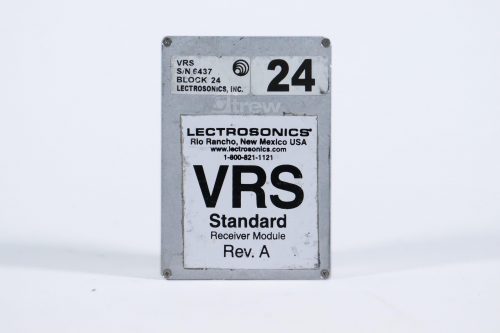 VRS
S/N 6437
BLOCK 24
LECTROSONICS, INC.
24
trew
LECTROSONICS®
Rio Rancho, New Mexico USA
www.lectrosonics.com
1-800-821-1121
VRS
Standard
Receiver Module
Rev. A